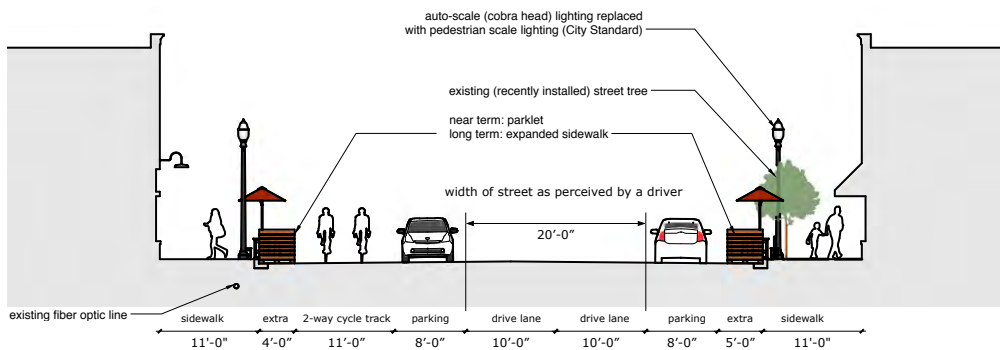 auto-scale (cobra head) lighting replaced
with pedestrian scale lighting (City Standard)
existing (recently installed) street tree
near term: parklet
long term: expanded sidewalk
width of street as perceived by a driver
20’-0”
existing fiber optic line
sidewalk extra 2-way cycle track parking drive lane drive lane parking extra sidewalk
11'-0" 4’-0” 11’-0” 8’-0” 10’-0” 10’-0” 8’-0” 5’-0” 11’-0”